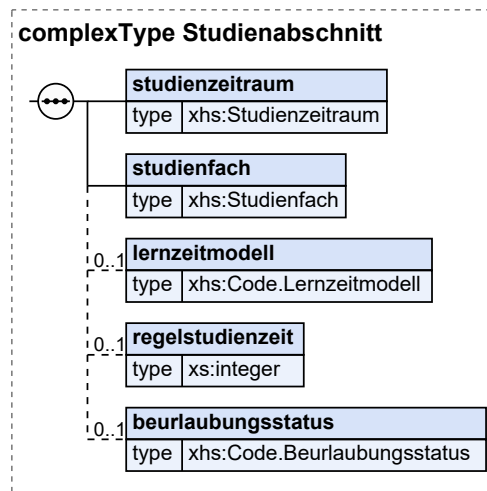 complexType Studienabschnitt
studienzeitraum
type xhs:Studienzeitraum
studienfach
type xhs:Studienfach
0..1 lernzeitmodell
type xhs:Code.Lernzeitmodell
0..1 regelstudienzeit
type xs:integer
0..1 beurlaubungsstatus
type xhs:Code.Beurlaubungsstatus